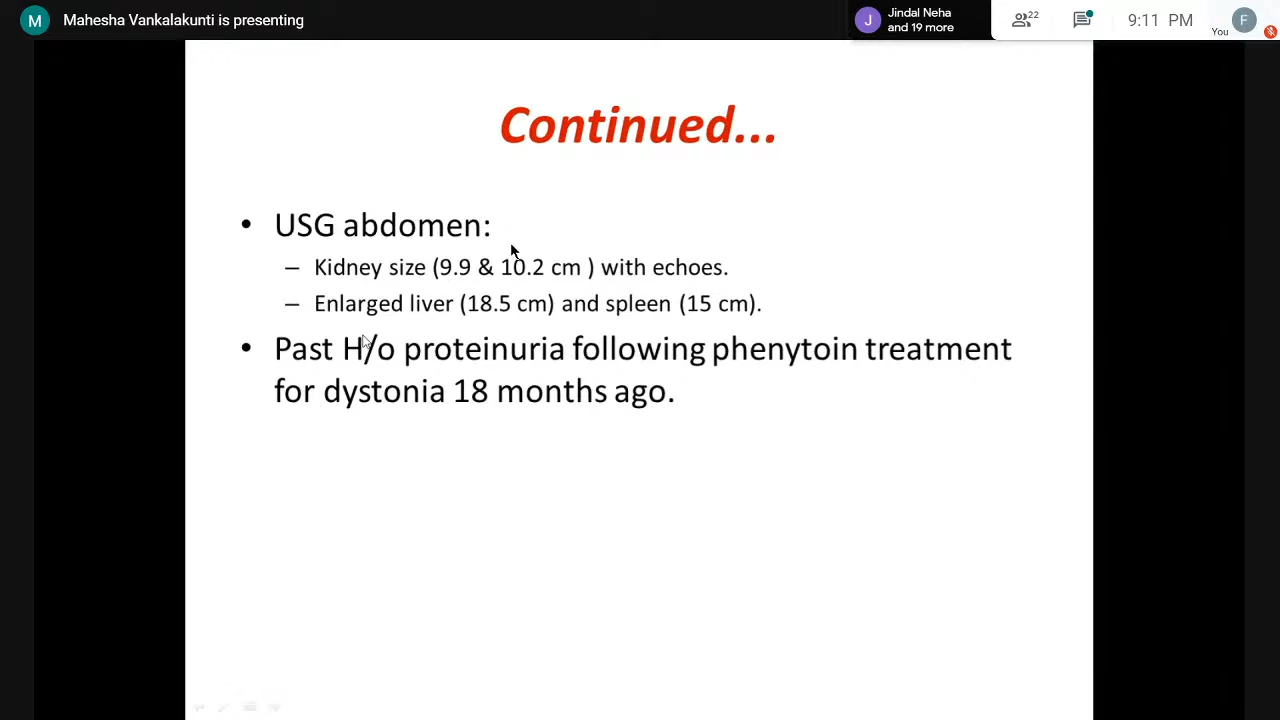 M Mahesha Vankalakunti is presenting
J Jindal Neha
and 19 more
22
9:11 PM
You
F
Continued...
• USG abdomen:
– Kidney size (9.9 & 10.2 cm ) with echoes.
– Enlarged liver (18.5 cm) and spleen (15 cm).
• Past H/o proteinuria following phenytoin treatment
for dystonia 18 months ago.